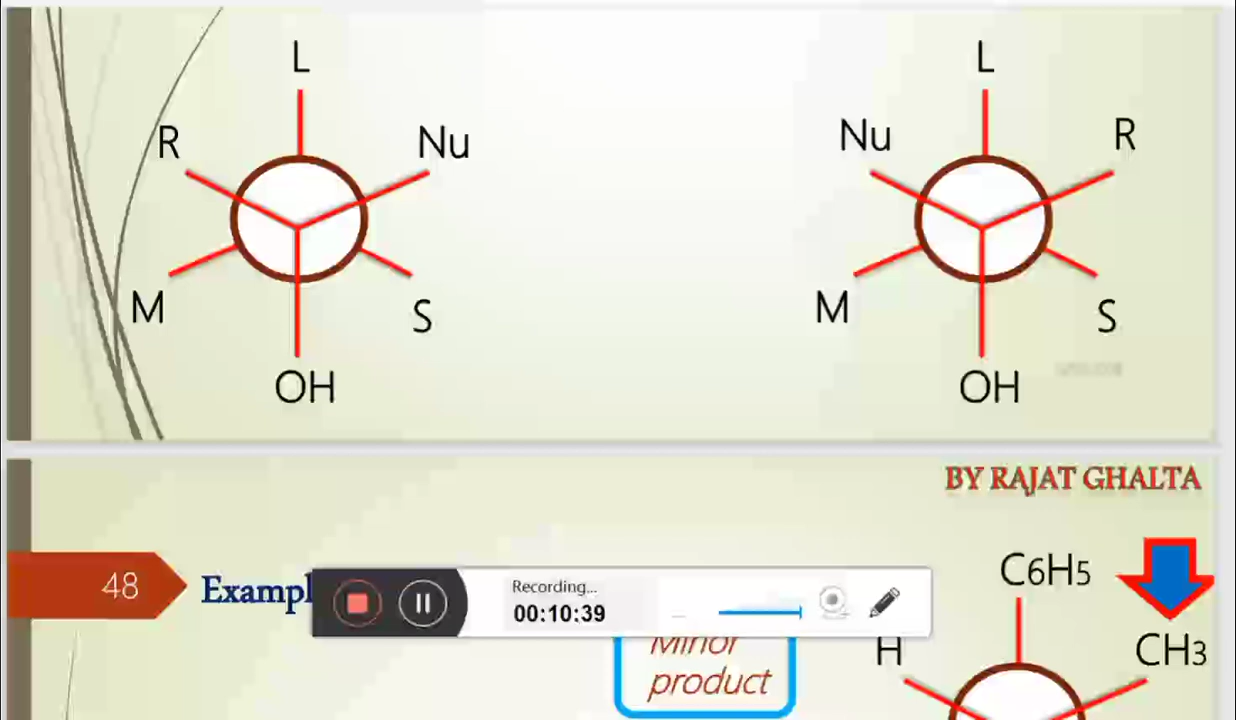 L
L
R
Nu
Nu
R
M
S
M
S
OH
OH
BY RAJAT GHALTA
48
Exampl
C6H5
Recording...
00:10:39
Minor
product
H
CH3